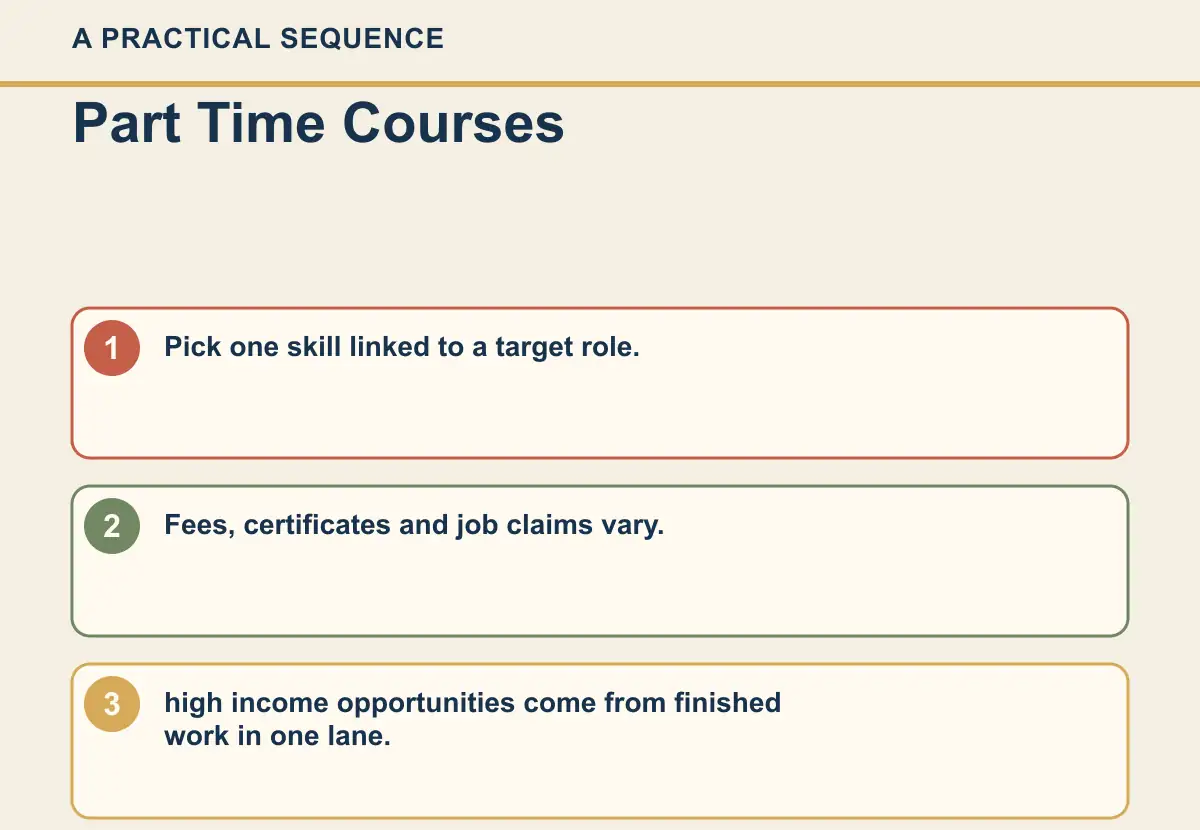 A PRACTICAL SEQUENCE
Part Time Courses
1
Pick one skill linked to a target role.
2
Fees, certificates and job claims vary.
3
high income opportunities come from finished
work in one lane.